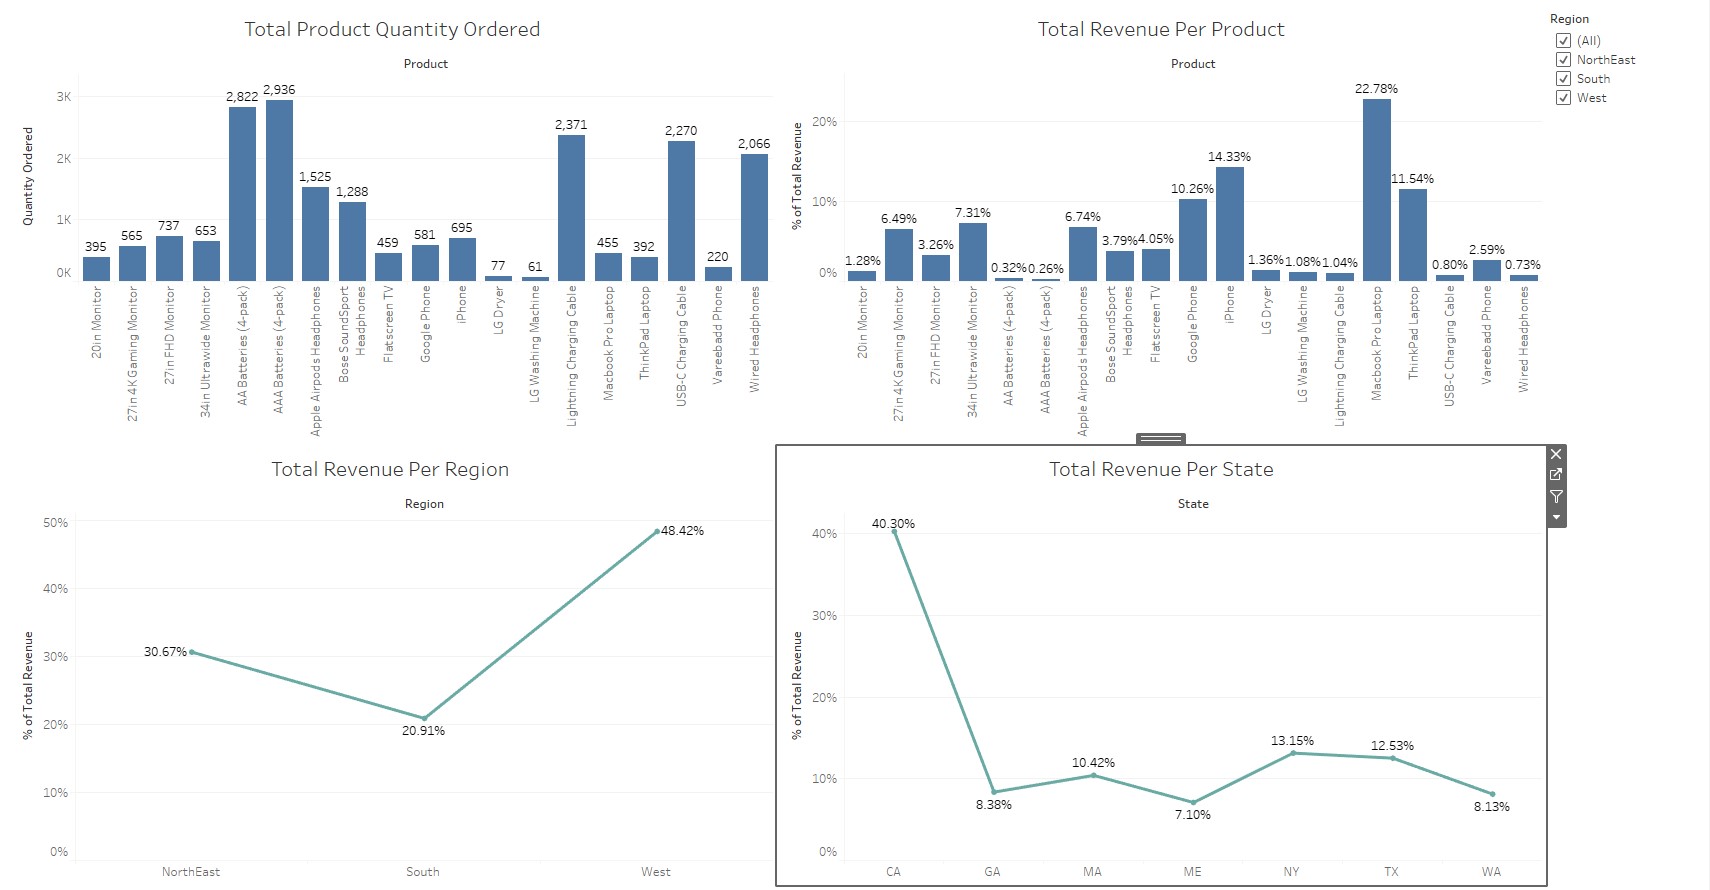 Total Product Quantity Ordered
Product
Quantity Ordered
3K
2K
1K
0K
395
565
737
653
2,822
2,936
1,525
1,288
459
581
695
77
61
2,371
455
392
2,270
220
2,066
20in Monitor
27in 4K Gaming Monitor
27in FHD Monitor
34in Ultrawide Monitor
AA Batteries (4-pack)
AAA Batteries (4-pack)
Apple Airpods Headphones
Bose SoundSport
Headphones
Flatscreen TV
Google Phone
iPhone
LG Dryer
LG Washing Machine
Lightning Charging Cable
Macbook Pro Laptop
ThinkPad Laptop
USB-C Charging Cable
Vareebadd Phone
Wired Headphones
Total Revenue Per Product
Product
% of Total Revenue
20%
10%
0%
1.28%
6.49%
3.26%
7.31%
0.32%
0.26%
6.74%
3.79%
4.05%
10.26%
14.33%
1.36%
1.08%
1.04%
22.78%
11.54%
0.80%
2.59%
0.73%
20in Monitor
27in 4K Gaming Monitor
27in FHD Monitor
34in Ultrawide Monitor
AA Batteries (4-pack)
AAA Batteries (4-pack)
Apple Airpods Headphones
Bose SoundSport
Headphones
Flatscreen TV
Google Phone
iPhone
LG Dryer
LG Washing Machine
Lightning Charging Cable
Macbook Pro Laptop
ThinkPad Laptop
USB-C Charging Cable
Vareebadd Phone
Wired Headphones
Region
(All)
NorthEast
South
West
Total Revenue Per Region
Region
% of Total Revenue
50%
40%
30%
20%
10%
0%
30.67%
20.91%
48.42%
NorthEast
South
West
Total Revenue Per State
State
% of Total Revenue
40%
30%
20%
10%
0%
40.30%
8.38%
10.42%
7.10%
13.15%
12.53%
8.13%
CA
GA
MA
ME
NY
TX
WA